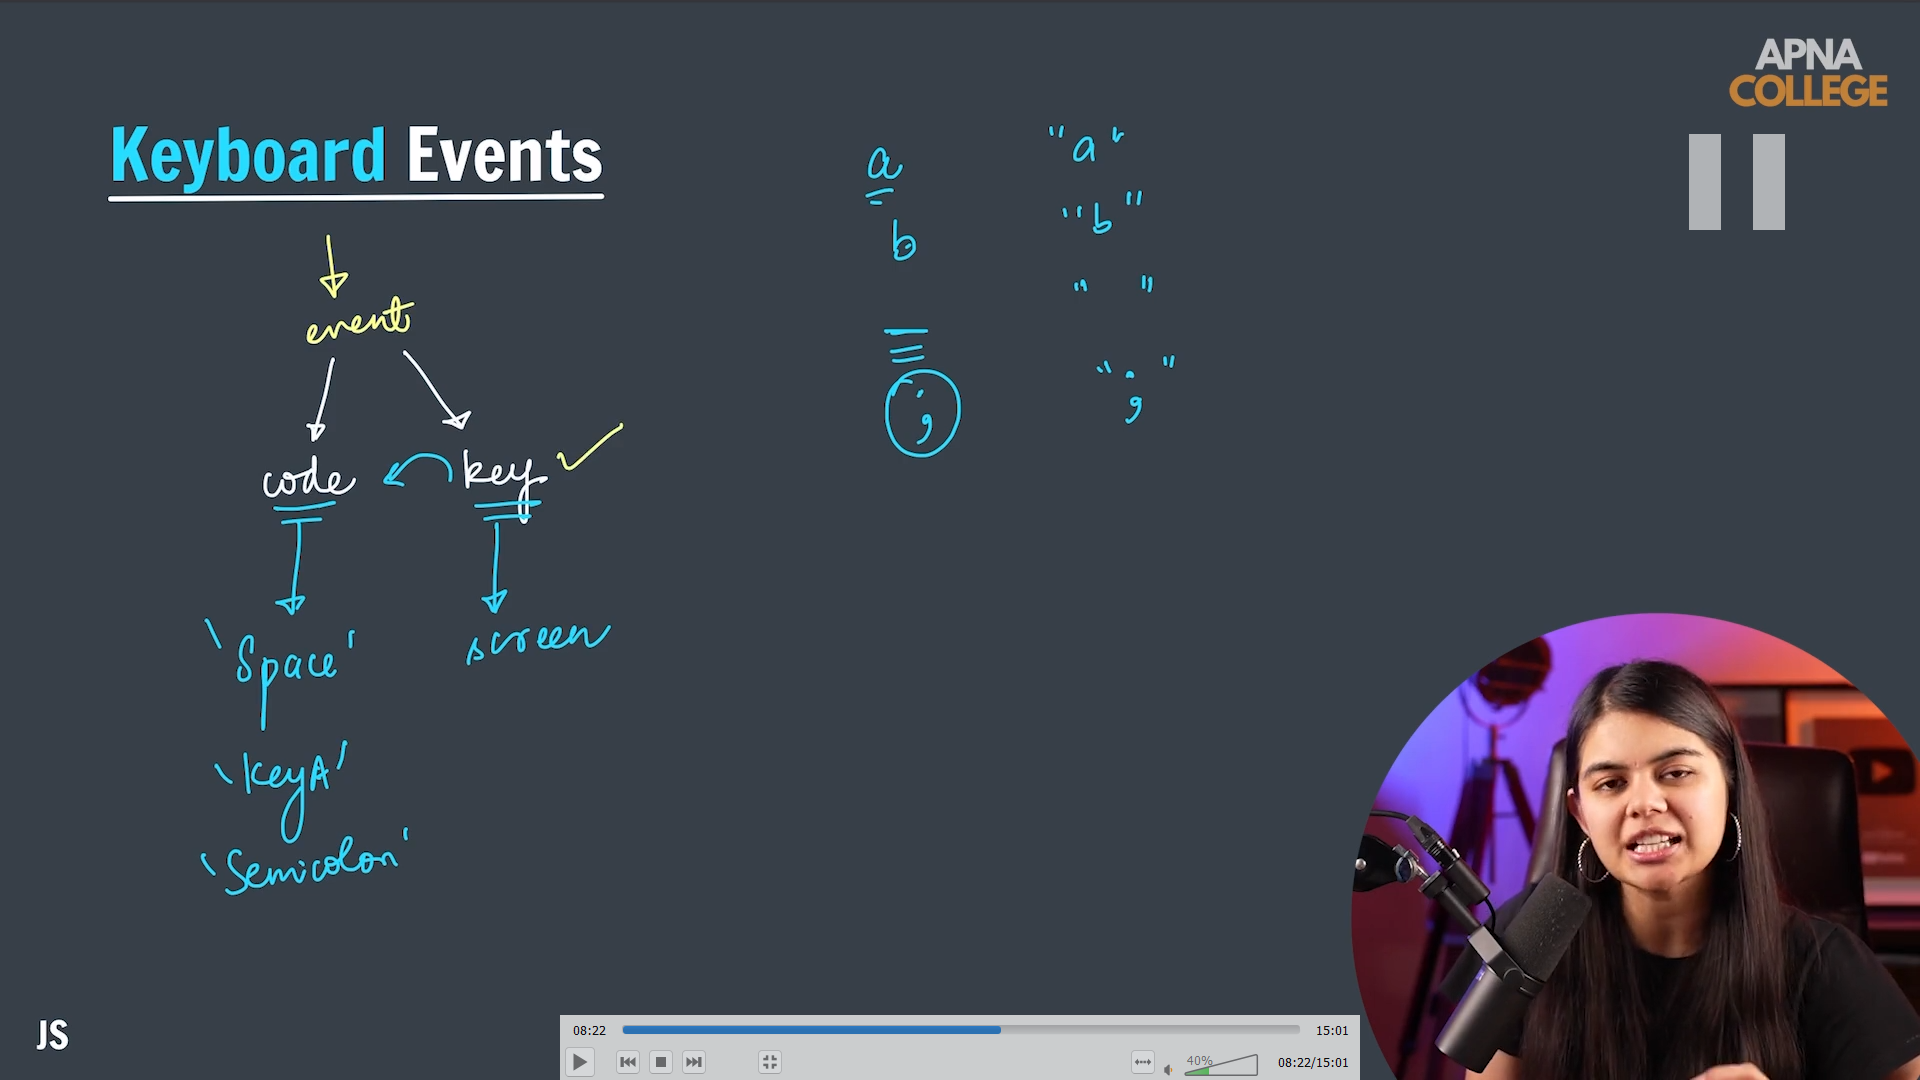 APNA
COLLEGE
Keyboard Events
event
code
key
'Space'
screen
'KeyA'
'Semicolon'
a
"a"
b
"b"
" "
;
";"
JS
08:22
15:01
40%
08:22/15:01